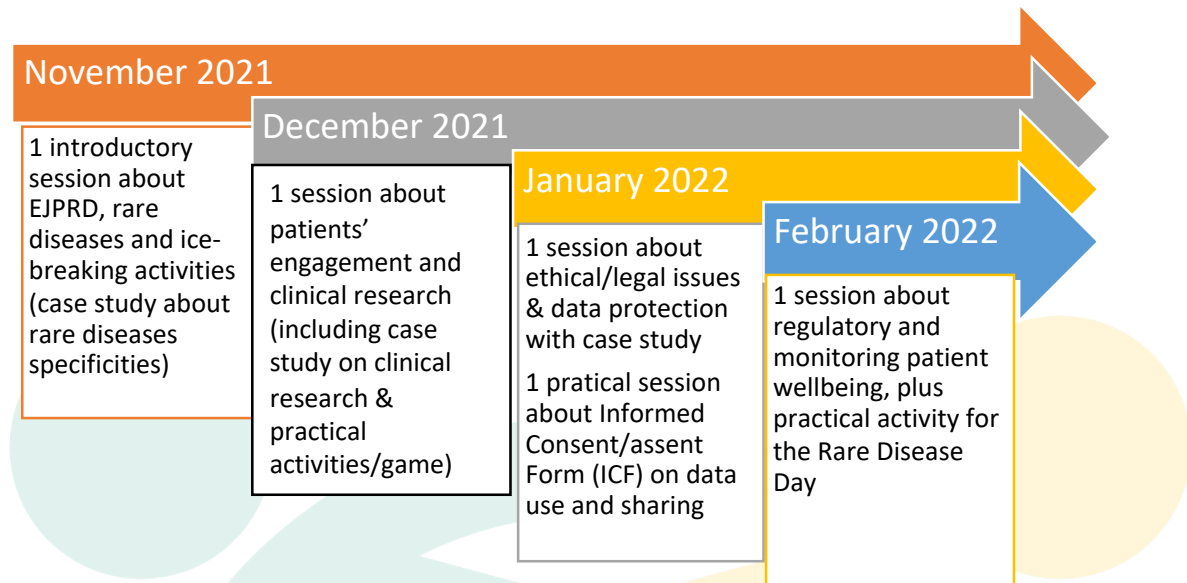 November 2021
1 introductory
session about
EJPRD, rare
diseases and ice-
breaking activities
(case study about
rare diseases
specificities)
December 2021
1 session about
patients’
engagement and
clinical research
(including case
study on clinical
research &
practical
activities/game)
January 2022
1 session about
ethical/legal issues
& data protection
with case study
1 pratical session
about Informed
Consent/assent
Form (ICF) on data
use and sharing
February 2022
1 session about
regulatory and
monitoring patient
wellbeing, plus
practical activity for
the Rare Disease
Day